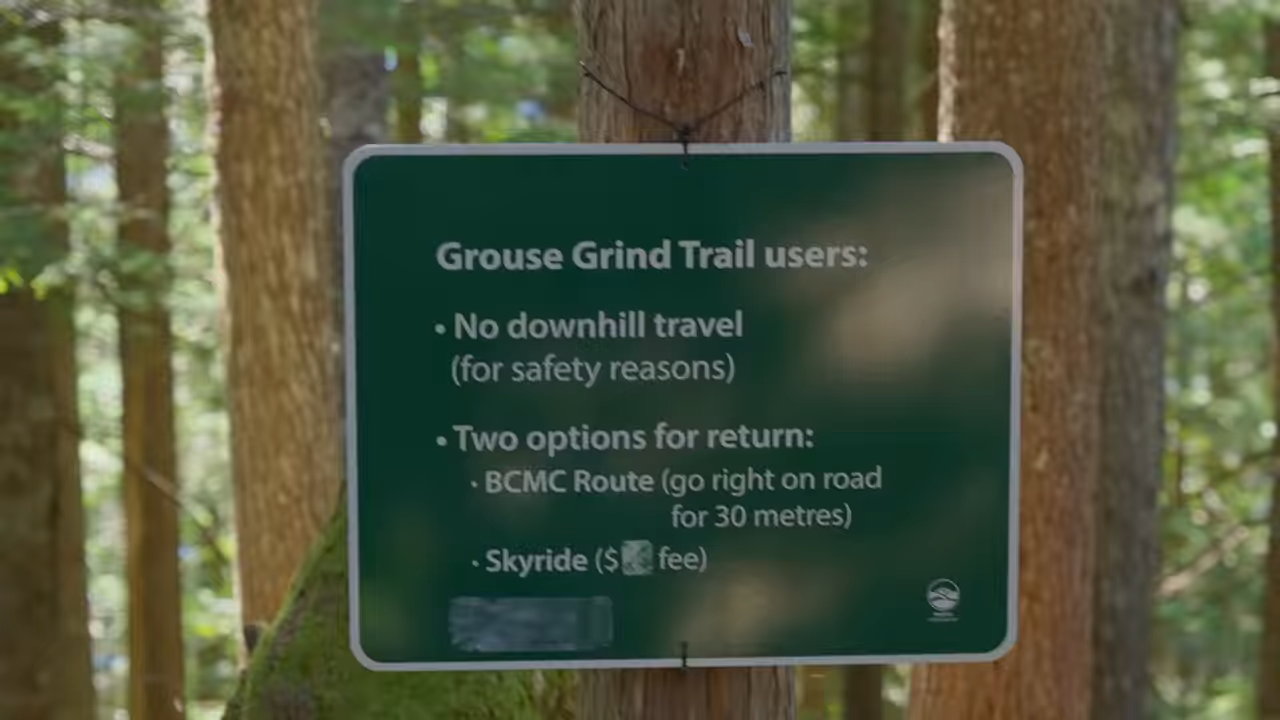 Grouse Grind Trail users:
• No downhill travel
(for safety reasons)
• Two options for return:
• BCMC Route (go right on road
for 30 metres)
• Skyride ($ fee)